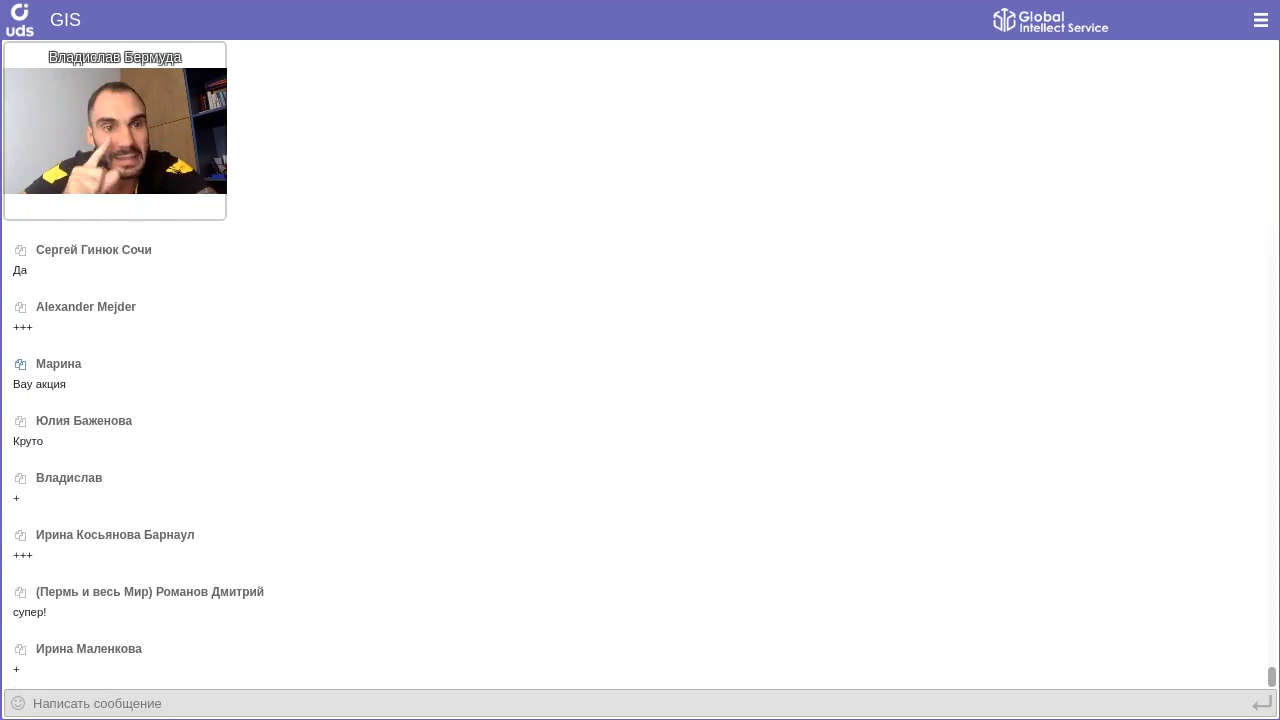 uds
GIS
Global
Intellect Service
Владислав Бермуда
Сергей Гинюк Сочи
Да
Alexander Mejder
+++
Марина
Вау акция
Юлия Баженова
Круто
Владислав
+
Ирина Косьянова Барнаул
+++
(Пермь и весь Мир) Романов Дмитрий
супер!
Ирина Маленкова
+
Написать сообщение